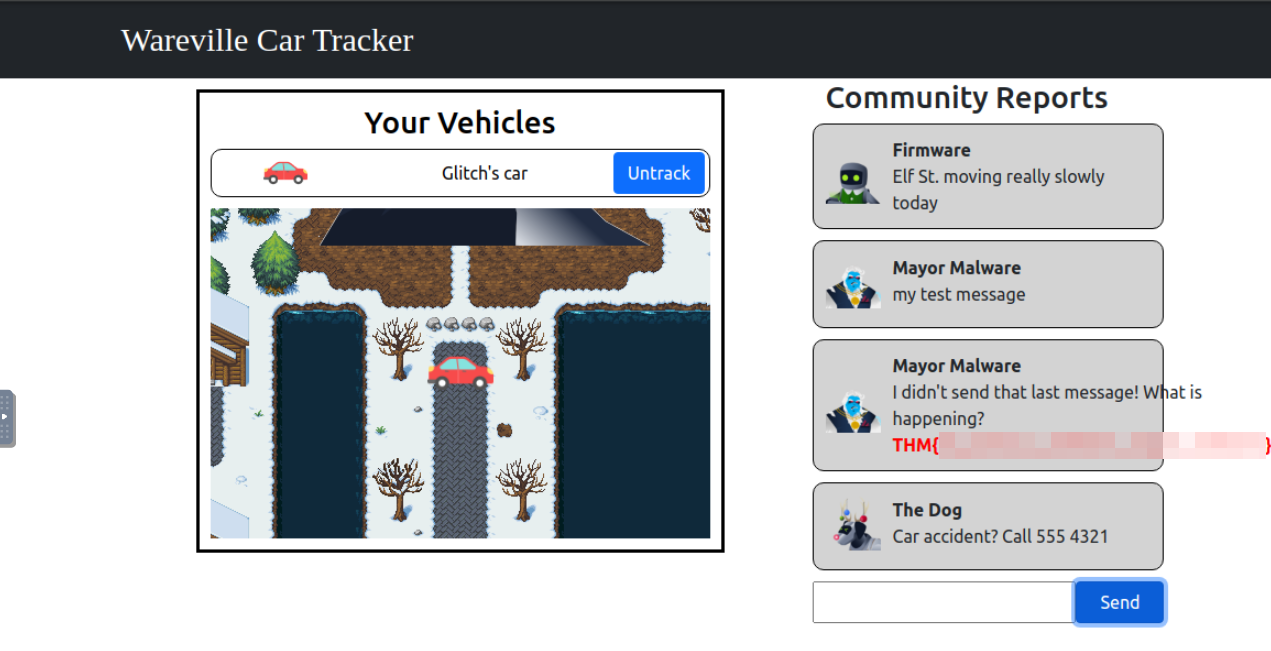 Wareville Car Tracker
Your Vehicles
Glitch's car
Untrack
Community Reports
Firmware
Elf St. moving really slowly
today
Mayor Malware
my test message
Mayor Malware
I didn't send that last message! What is
happening?
THM{ }
The Dog
Car accident? Call 555 4321
Send